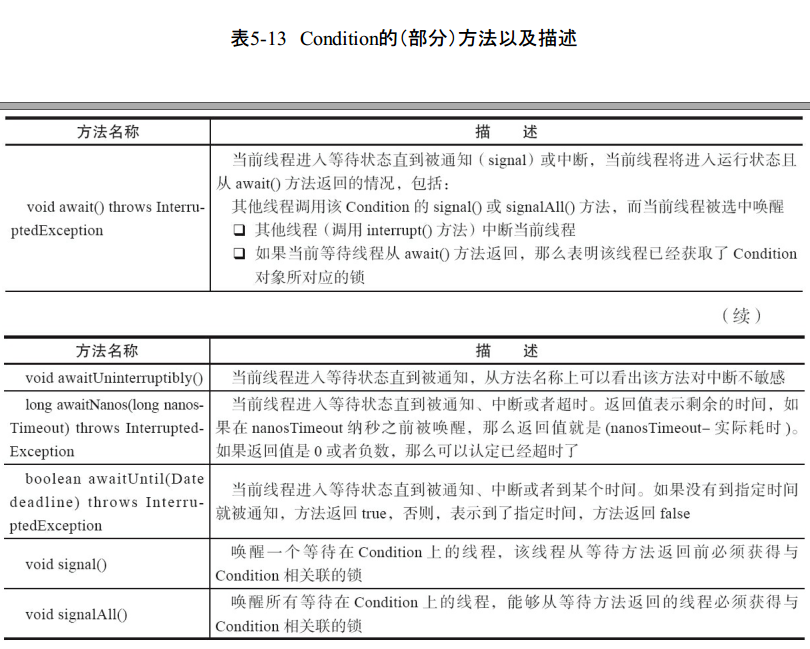 表5-13 Condition的(部分)方法以及描述
方法名称 描 述
void await() throws Interru-
ptedException
当前线程进入等待状态直到被通知（signal）或中断，当前线程将进入运行状态且
从 await() 方法返回的情况，包括：
其他线程调用该 Condition 的 signal() 或 signalAll() 方法，而当前线程被选中唤醒
❑ 其他线程（调用 interrupt() 方法）中断当前线程
❑ 如果当前等待线程从 await() 方法返回，那么表明该线程已经获取了 Condition
对象所对应的锁
（续）
方法名称 描 述
void awaitUninterruptibly() 当前线程进入等待状态直到被通知，从方法名称上可以看出该方法对中断不敏感
long awaitNanos(long nanos-
Timeout) throws Interrupted-
Exception
当前线程进入等待状态直到被通知、中断或者超时。返回值表示剩余的时间，如
果在 nanosTimeout 纳秒之前被唤醒，那么返回值就是 (nanosTimeout– 实际耗时 )。
如果返回值是 0 或者负数，那么可以认定已经超时了
boolean awaitUntil(Date
deadline) throws Interru-
ptedException
当前线程进入等待状态直到被通知、中断或者到某个时间。如果没有到指定时间
就被通知，方法返回 true，否则，表示到了指定时间，方法返回 false
void signal()
唤醒一个等待在 Condition 上的线程，该线程从等待方法返回前必须获得与
Condition 相关联的锁
void signalAll()
唤醒所有等待在 Condition 上的线程，能够从等待方法返回的线程必须获得与
Condition 相关联的锁